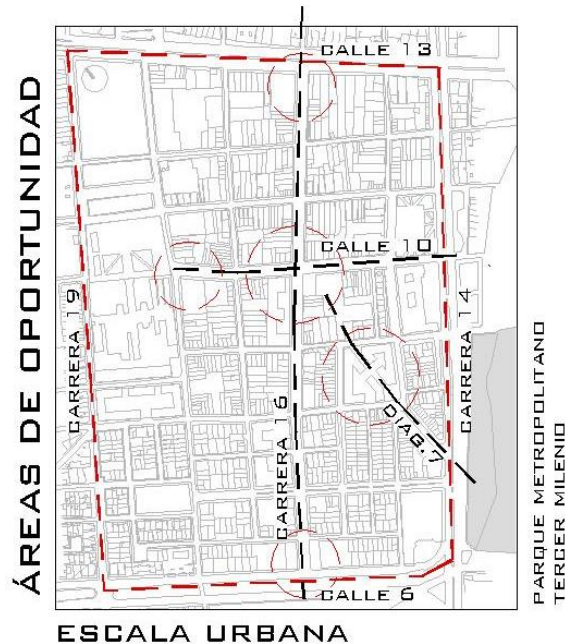 ÁREAS DE OPORTUNIDAD
CALLE 13
CALLE 10
CARRERA 19
CARRERA 14
CARRERA 16
DIAG.7
CALLE 6
PARQUE METROPOLITANO
TERCER MILENIO
ESCALA URBANA